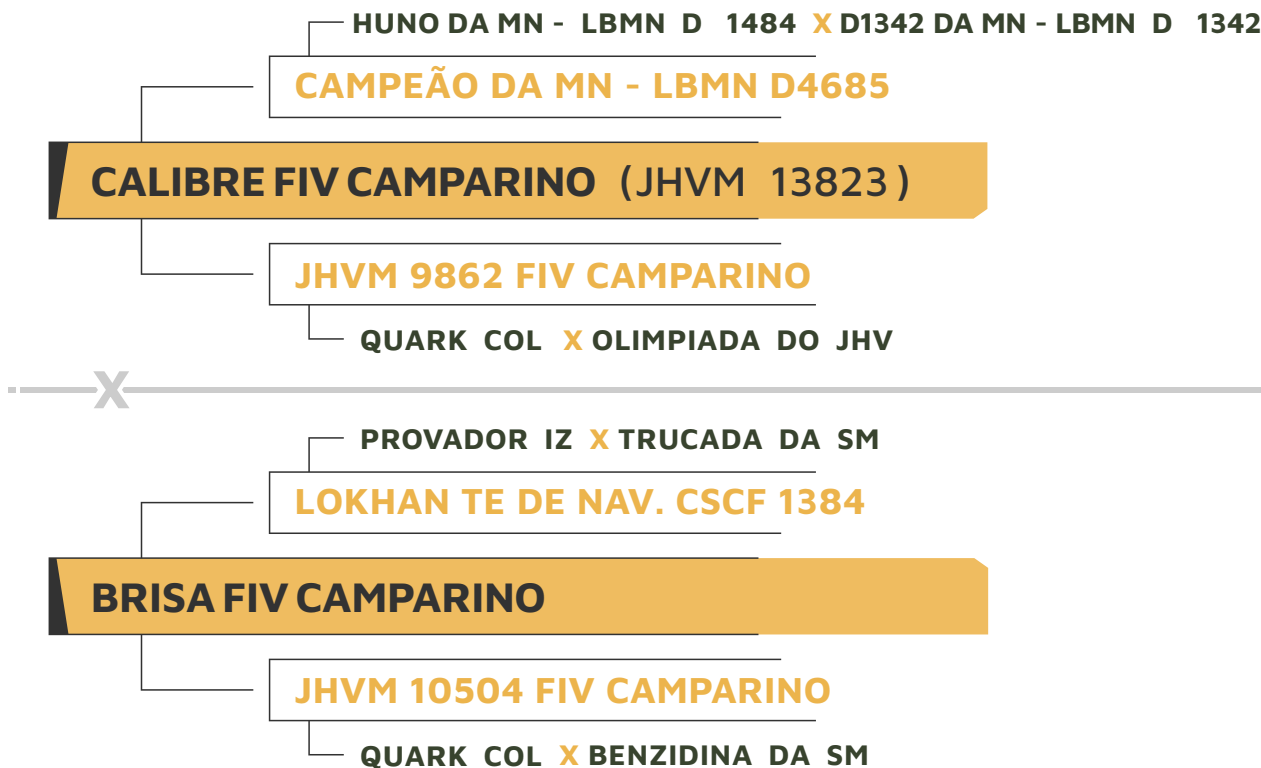 HUNO DA MN - LBMN D 1484 X D1342 DA MN - LBMN D 1342
CAMPEÃO DA MN - LBMN D4685
CALIBRE FIV CAMPARINO (JHVM 13823)
JHVM 9862 FIV CAMPARINO
QUARK COL X OLIMPIADA DO JHV
X
PROVADOR IZ X TRUCADA DA SM
LOKHAN TE DE NAV. CSCF 1384
BRISA FIV CAMPARINO
JHVM 10504 FIV CAMPARINO
QUARK COL X BENZIDINA DA SM